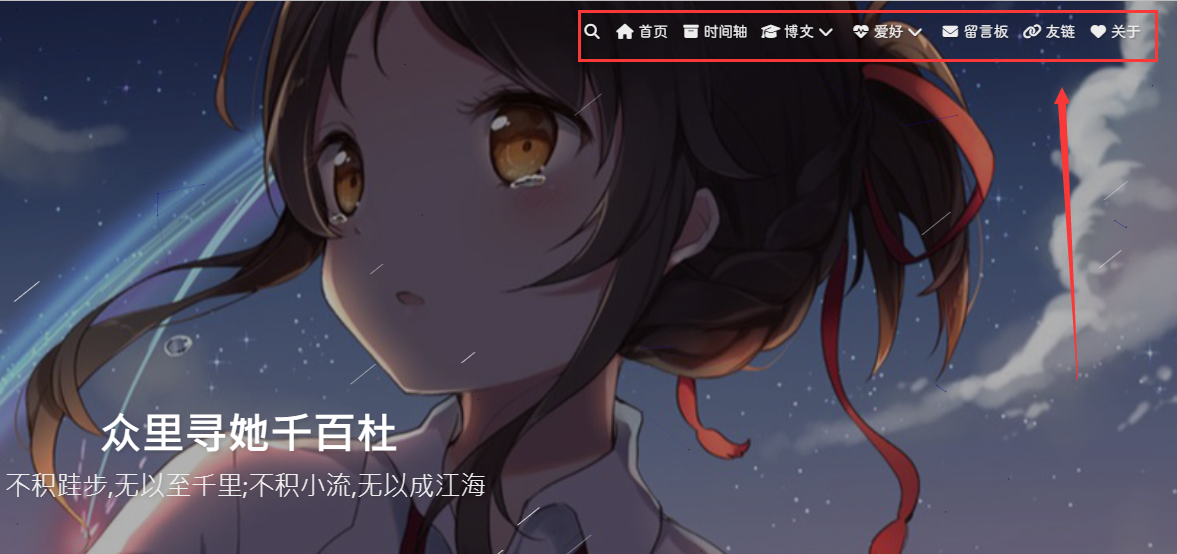 首页 时间轴 博文 爱好 留言板 友链 关于
众里寻她千百杜
不积跬步,无以至千里;不积小流,无以成江海